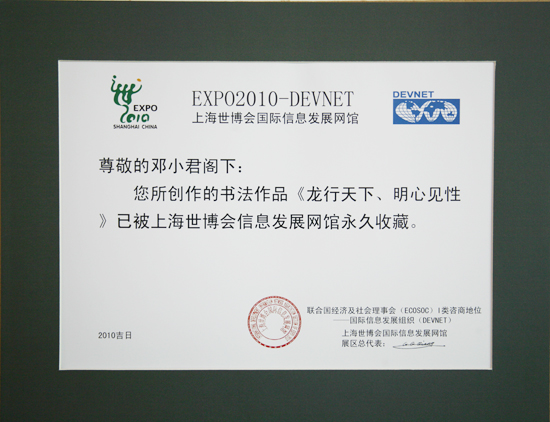 EXPO
2010
SHANGHAI CHINA
EXPO2010-DEVNET
上海世博会国际信息发展网馆
DEVNET
尊敬的邓小君阁下：
您所创作的书法作品《龙行天下、明心见性
》已被上海世博会信息发展网馆永久收藏。
联合国经济及社会理事会（ECOSOC）I类咨商地位
——国际信息发展组织（DEVNET）
上海世博会国际信息发展网馆
展区总代表：
2010吉日